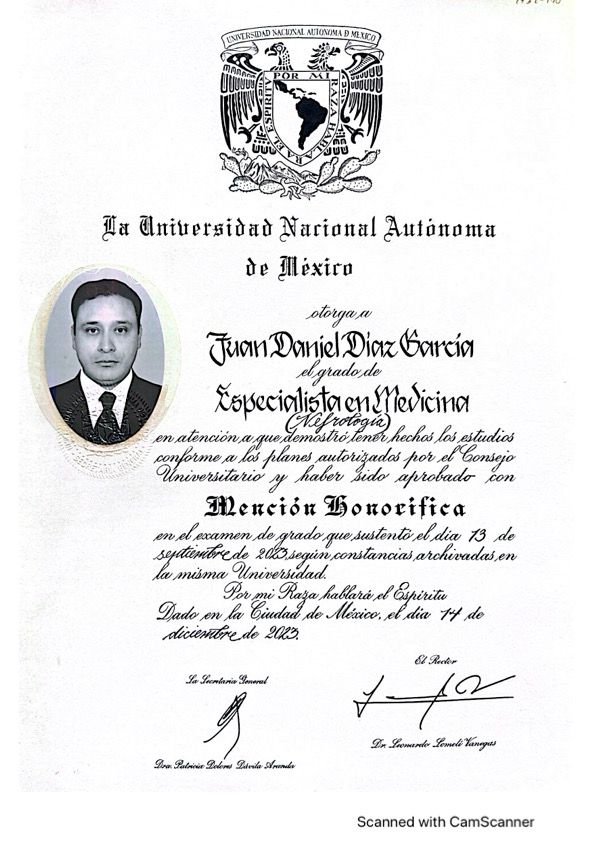 UNIVERSIDAD NACIONAL AUTONOMA D MEXICO
POR MI RAZA HABLARA EL ESPIRITU
La Universidad Nacional Autónoma
de México
otorga a
Juan Daniel Díaz García
el grado de
Especialista en Medicina
(Nefrología)
en atención a que demostró tener hechos los estudios
conforme a los planes autorizados por el Consejo
Universitario y haber sido aprobado con
Mención Honorífica
en el examen de grado que sustentó el día 13 de
septiembre de 2023, según constancias archivadas en
la misma Universidad.
Por mi Raza hablará el Espíritu
Dado en la Ciudad de México, el día 14 de
diciembre de 2023.
La Secretaria General
El Rector
Dra. Patricia Dolores Dávila Aranda
Dr. Leonardo Lomelí Vanegas
Scanned with CamScanner